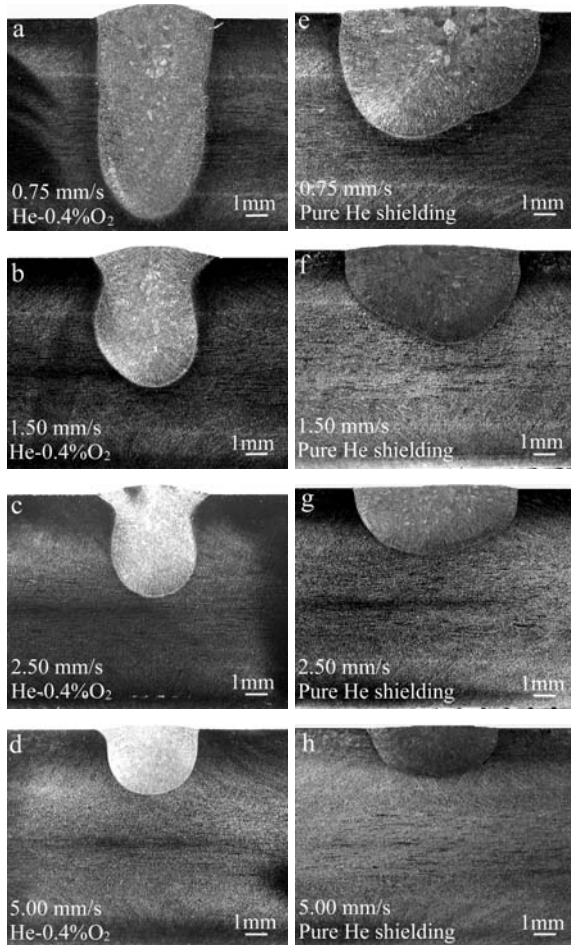 a
0.75 mm/s
He-0.4%O₂
1mm
e
0.75 mm/s
Pure He shielding
1mm
b
1.50 mm/s
He-0.4%O₂
1mm
f
1.50 mm/s
Pure He shielding
1mm
c
2.50 mm/s
He-0.4%O₂
1mm
g
2.50 mm/s
Pure He shielding
1mm
d
5.00 mm/s
He-0.4%O₂
1mm
h
5.00 mm/s
Pure He shielding
1mm